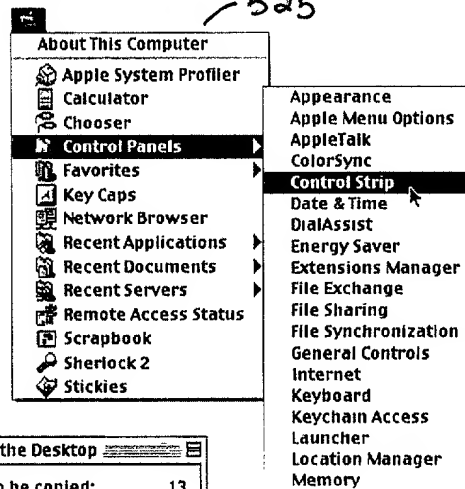 525
About This Computer
Apple System Profiler
Calculator
Chooser
Control Panels
Favorites
Key Caps
Network Browser
Recent Applications
Recent Documents
Recent Servers
Remote Access Status
Scrapbook
Sherlock 2
Stickies
Appearance
Apple Menu Options
AppleTalk
ColorSync
Control Strip
Date & Time
DialAssist
Energy Saver
Extensions Manager
File Exchange
File Sharing
File Synchronization
General Controls
Internet
Keyboard
Keychain Access
Launcher
Location Manager
Memory
the Desktop
be copied: 13